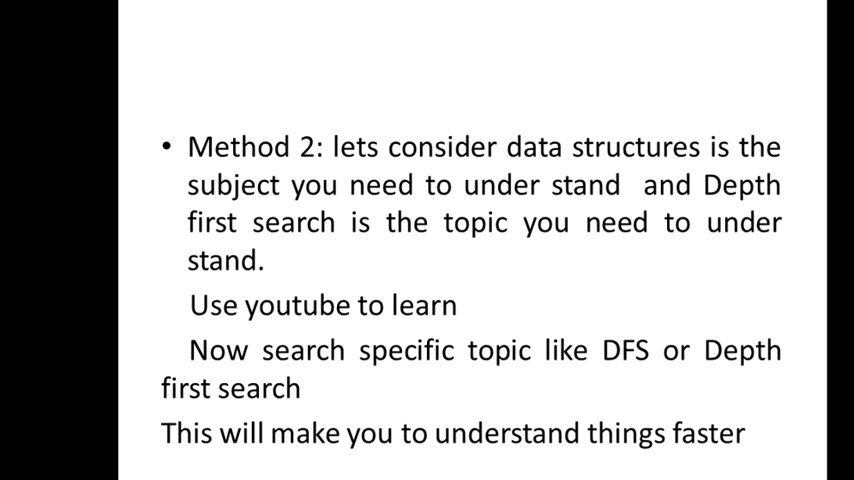 • Method 2: lets consider data structures is the
subject you need to under stand and Depth
first search is the topic you need to under
stand.
Use youtube to learn
Now search specific topic like DFS or Depth
first search
This will make you to understand things faster